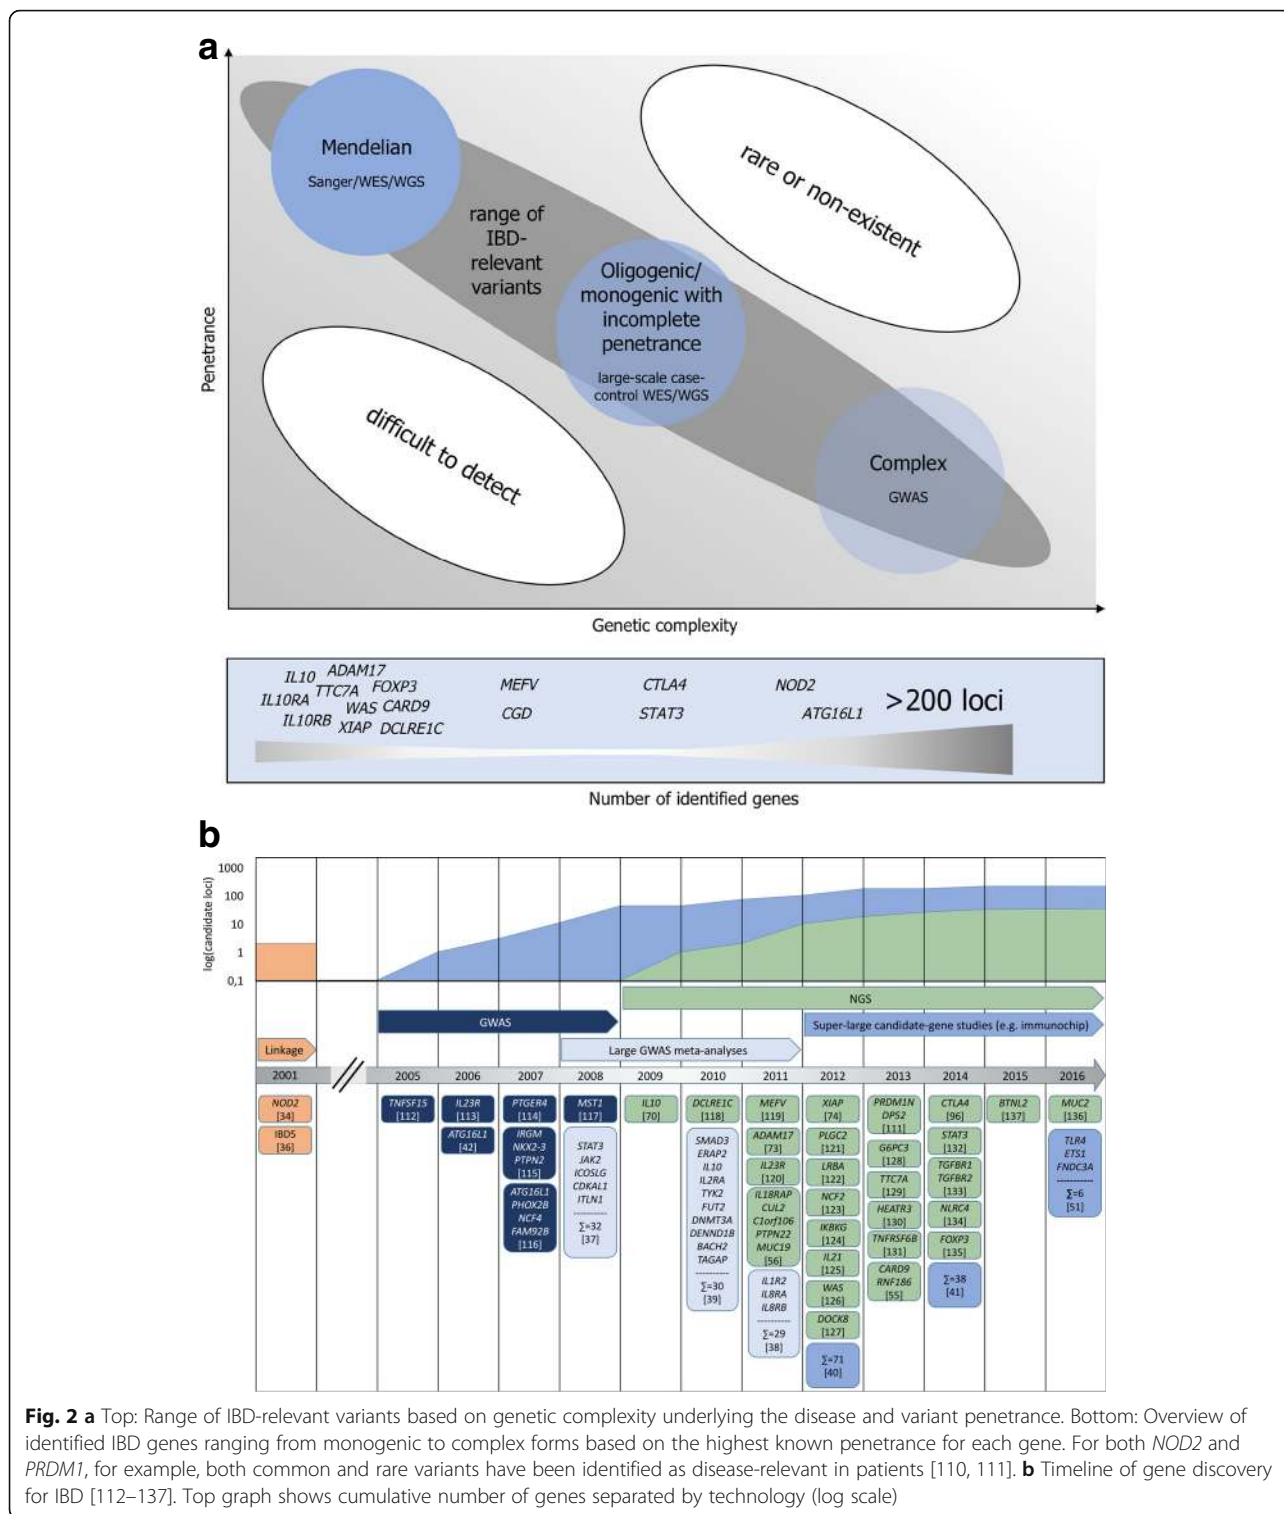 a
Mendelian
Sanger/WES/WGS
range of
IBD-
relevant
variants
Oligogenic/
monogenic with
incomplete
penetrance
large-scale case-
control WES/WGS
rare or non-existent
difficult to detect
Complex
GWAS
Penetrance
Genetic complexity
IL10 ADAM17
IL10RA TTC7A FOXP3
WAS CARD9
IL10RB XIAP DCLRE1C
MEFV
CGD
CTLA4
STAT3
NOD2
ATG16L1
>200 loci
Number of identified genes
b
log(candidate loci)
1000
100
10
1
0,1
NGS
GWAS
Super-large candidate-gene studies (e.g. immunochip)
Linkage
Large GWAS meta-analyses
2001 2005 2006 2007 2008 2009 2010 2011 2012 2013 2014 2015 2016
NOD2
[34]
IBD5
[36]
TNFSF15
[112]
IL23R
[113]
ATG16L1
[42]
PTGER4
[114]
IRGM
NKX2-3
PTPN2
[115]
ATG16L1
PHOX2B
NCF4
FAM92B
[116]
MST1
[117]
STAT3
JAK2
ICOSLG
CDKAL1
ITLN1
----------
Σ=32
[37]
IL10
[70]
DCLRE1C
[118]
SMAD3
ERAP2
IL10
IL2RA
TYK2
FUT2
DNMT3A
DENND1B
BACH2
TAGAP
----------
Σ=30
[39]
MEFV
[119]
ADAM17
[73]
IL23R
[120]
IL18RAP
CUL2
C1orf106
PTPN22
MUC19
[56]
IL1R2
IL8RA
IL8RB
----------
Σ=29
[38]
XIAP
[74]
PLGC2
[121]
LRBA
[122]
NCF2
[123]
IKBKG
[124]
IL21
[125]
WAS
[126]
DOCK8
[127]
Σ=71
[40]
PRDM1N
DPS2
[111]
G6PC3
[128]
TTC7A
[129]
HEATR3
[130]
TNFRSF6B
[131]
CARD9
RNF186
[55]
CTLA4
[96]
STAT3
[132]
TGFBR1
TGFBR2
[133]
NLRC4
[134]
FOXP3
[135]
Σ=38
[41]
BTNL2
[137]
MUC2
[136]
TLR4
ETS1
FNDC3A
----------
Σ=6
[51]
Fig. 2 a Top: Range of IBD-relevant variants based on genetic complexity underlying the disease and variant penetrance. Bottom: Overview of
identified IBD genes ranging from monogenic to complex forms based on the highest known penetrance for each gene. For both NOD2 and
PRDM1, for example, both common and rare variants have been identified as disease-relevant in patients [110, 111]. b Timeline of gene discovery
for IBD [112–137]. Top graph shows cumulative number of genes separated by technology (log scale)